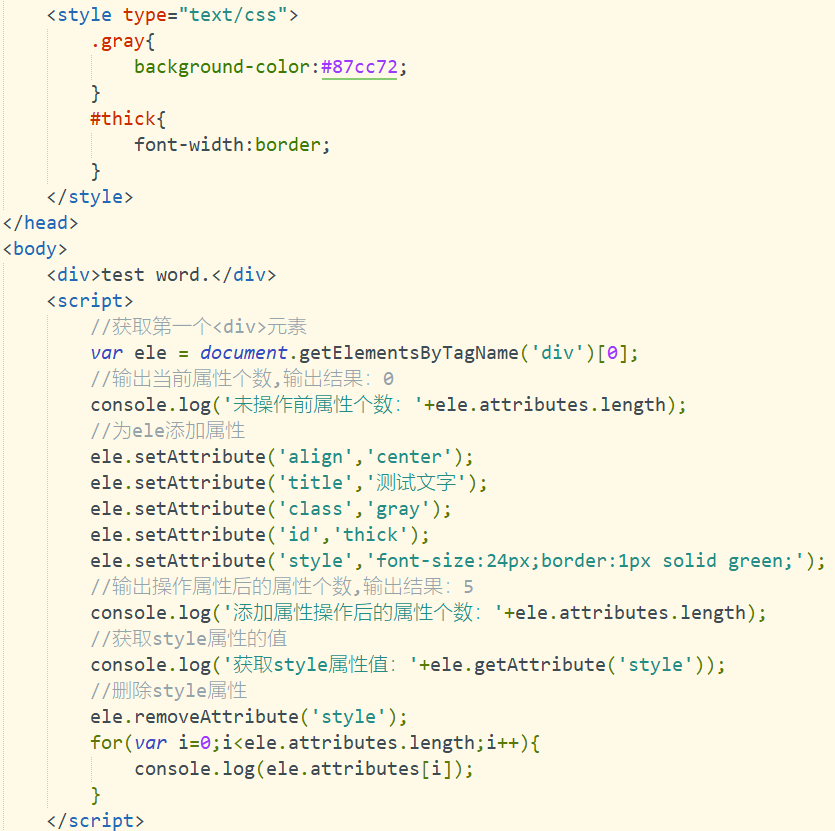 <style type="text/css">
.gray{
background-color:#87cc72;
}
#thick{
font-width:border;
}
</style>
</head>
<body>
<div>test word.</div>
<script>
//获取第一个<div>元素
var ele = document.getElementsByTagName('div')[0];
//输出当前属性个数,输出结果：0
console.log('未操作前属性个数：'+ele.attributes.length);
//为ele添加属性
ele.setAttribute('align','center');
ele.setAttribute('title','测试文字');
ele.setAttribute('class','gray');
ele.setAttribute('id','thick');
ele.setAttribute('style','font-size:24px;border:1px solid green;');
//输出操作属性后的属性个数,输出结果：5
console.log('添加属性操作后的属性个数：'+ele.attributes.length);
//获取style属性的值
console.log('获取style属性值：'+ele.getAttribute('style'));
//删除style属性
ele.removeAttribute('style');
for(var i=0;i<ele.attributes.length;i++){
console.log(ele.attributes[i]);
}
</script>